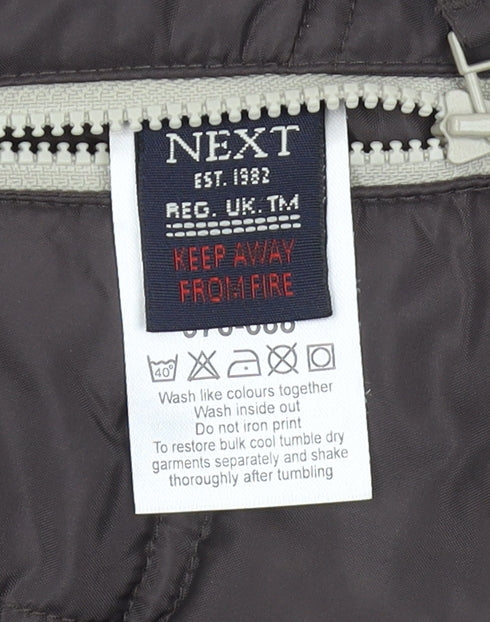 NEXT
EST. 1982
REG. UK. TM
KEEP AWAY
FROM FIRE
40°
Wash like colours together
Wash inside out
Do not iron print
To restore bulk cool tumble dry
garments separately and shake
thoroughly after tumbling